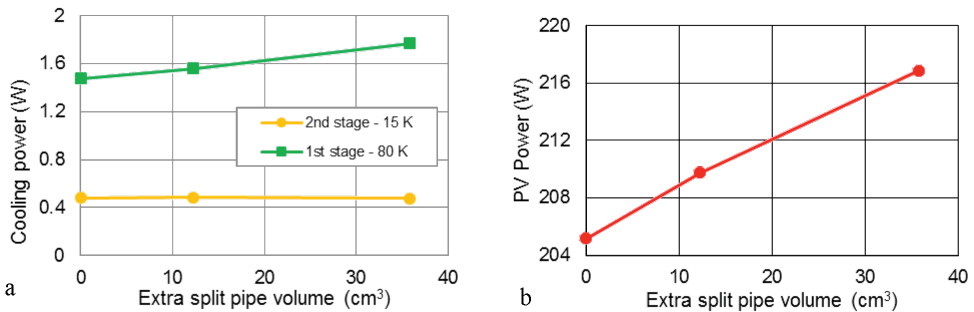 2
1.6
1.2
0.8
0.4
0
Cooling power (W)
2nd stage - 15 K
1st stage - 80 K
0 10 20 30 40
Extra split pipe volume (cm³)
a
220
216
212
208
204
PV Power (W)
0 10 20 30 40
Extra split pipe volume (cm³)
b